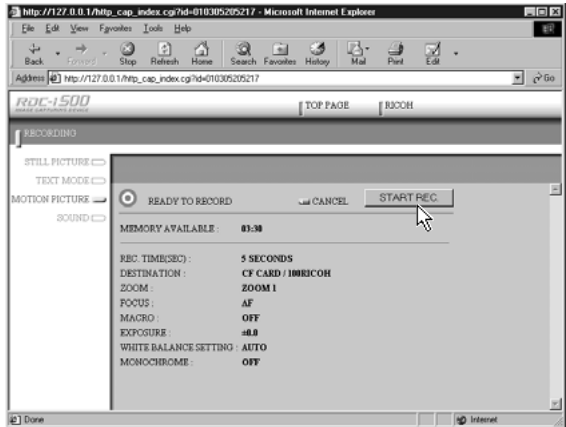 http://127.0.0.1/http_cap_index.cgi?id=010305205217 - Microsoft Internet Explorer
File Edit View Favorites Tools Help
Back Forward Stop Refresh Home Search Favorites History Mail Print Edit
Address http://127.0.0.1/http_cap_index.cgi?id=010305205217 Go
RDC-i500
IMAGE CAPTURING DEVICE
TOP PAGE RICOH
RECORDING
STILL PICTURE
TEXT MODE
MOTION PICTURE
SOUND
READY TO RECORD CANCEL START REC.
MEMORY AVAILABLE : 03:30
REC. TIME(SEC) : 5 SECONDS
DESTINATION : CF CARD / 100RICOH
ZOOM : ZOOM 1
FOCUS : AF
MACRO : OFF
EXPOSURE : ±0.0
WHITE BALANCE SETTING : AUTO
MONOCHROME : OFF
Done Internet